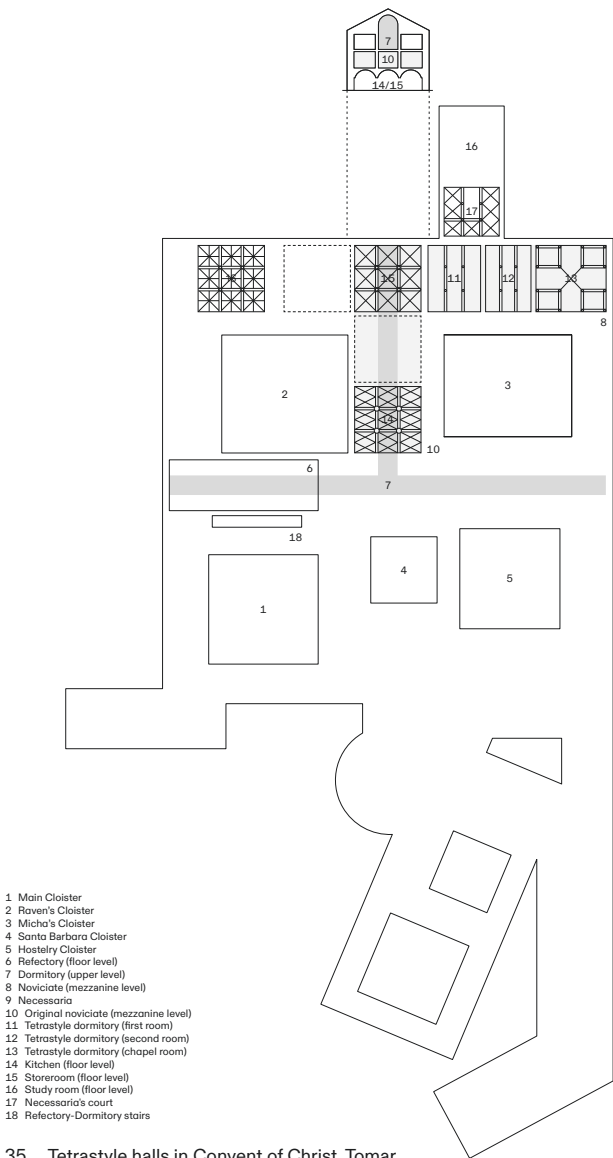 7
10
14/15
16
17
11
12
13
8
2
3
14
10
6
7
18
4
5
1
1 Main Cloister
2 Raven's Cloister
3 Micha's Cloister
4 Santa Barbara Cloister
5 Hostelry Cloister
6 Refectory (floor level)
7 Dormitory (upper level)
8 Noviciate (mezzanine level)
9 Necessaria
10 Original noviciate (mezzanine level)
11 Tetrastyle dormitory (first room)
12 Tetrastyle dormitory (second room)
13 Tetrastyle dormitory (chapel room)
14 Kitchen (floor level)
15 Storeroom (floor level)
16 Study room (floor level)
17 Necessaria's court
18 Refectory-Dormitory stairs
35 Tetrastyle halls in Convent of Christ, Tomar